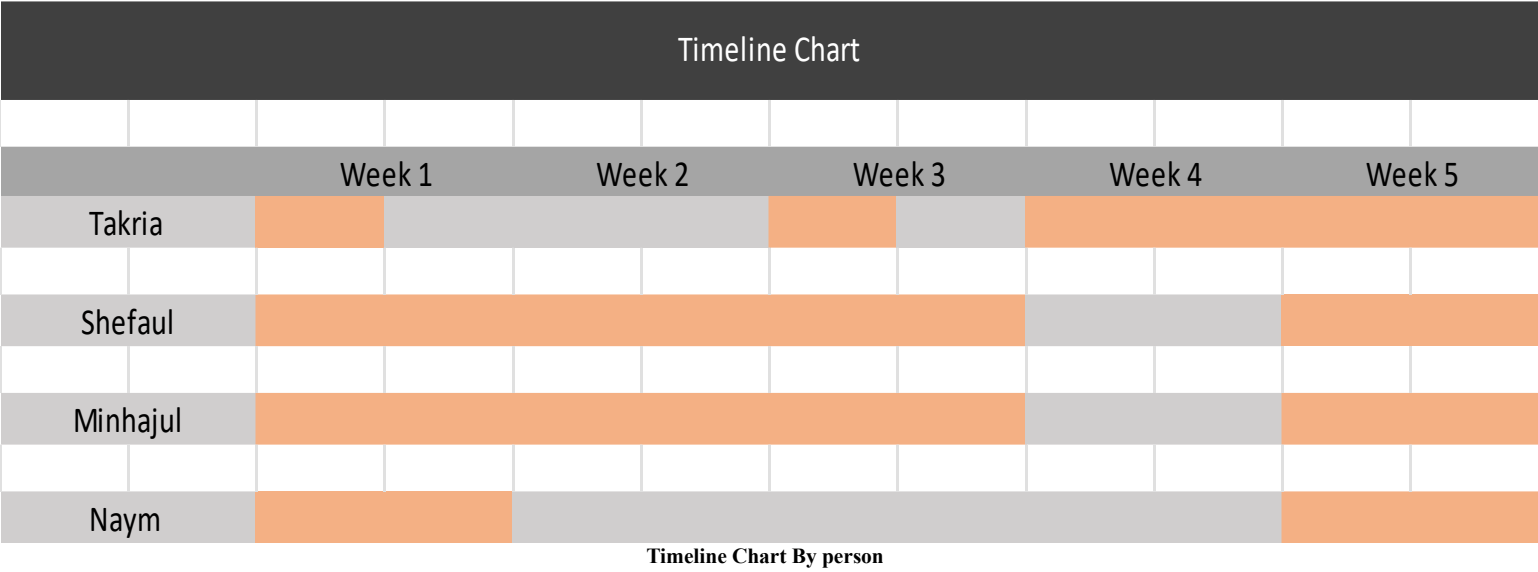 Timeline Chart
Week 1 Week 2 Week 3 Week 4 Week 5
Takria
Shefaul
Minhajul
Naym
Timeline Chart By person